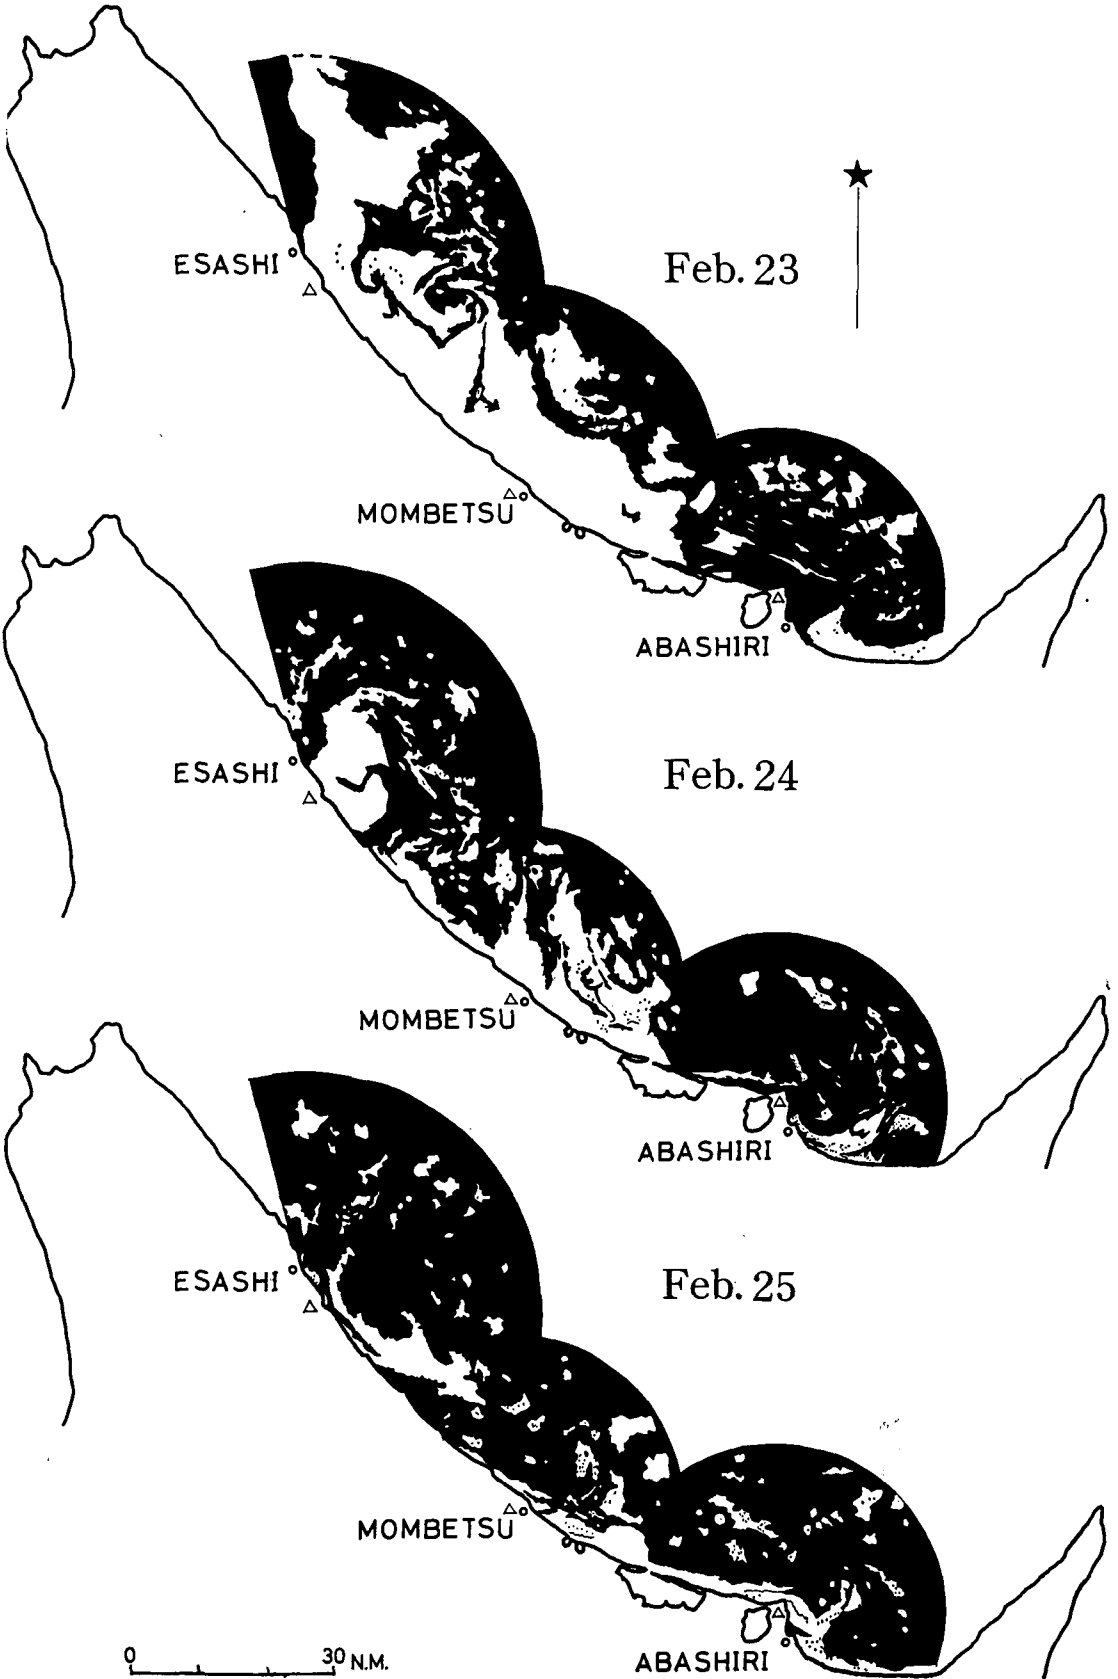 ESASHI
Feb. 23
MOMBETSU
ABASHIRI
ESASHI
Feb. 24
MOMBETSU
ABASHIRI
ESASHI
Feb. 25
MOMBETSU
ABASHIRI
0 30 N.M.